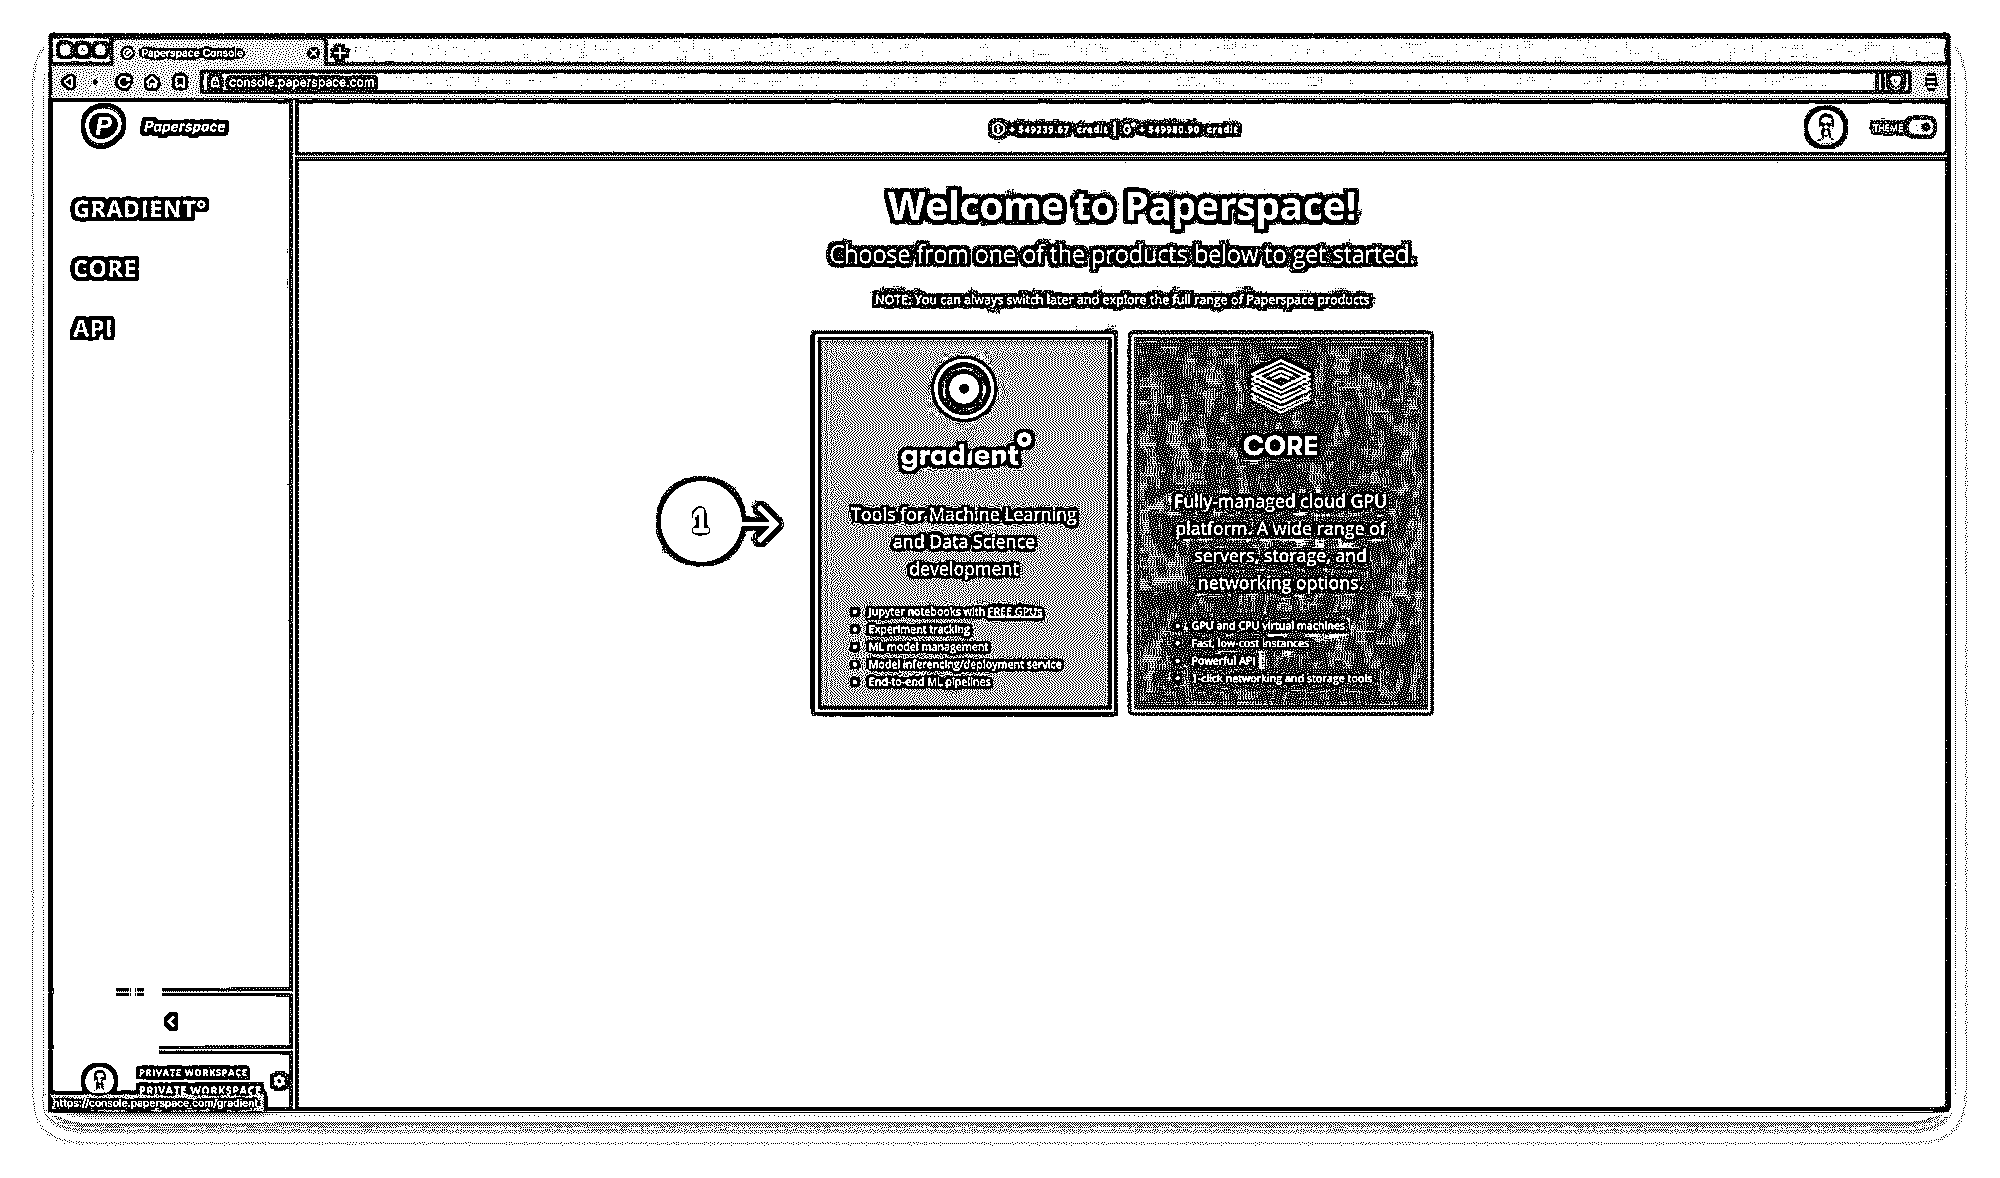 Paperspace Console
console.paperspace.com
Paperspace
credit | credit
THEME
GRADIENT°
CORE
API
Welcome to Paperspace!
Choose from one of the products below to get started.
NOTE: You can always switch later and explore the full range of Paperspace products
1
gradient°
Tools for Machine Learning
and Data Science
development
Jupyter notebooks with FREE GPUs
Experiment tracking
ML model management
Model inferencing/deployment service
End-to-end ML pipelines
CORE
Fully-managed cloud GPU
platform. A wide range of
servers, storage, and
networking options
GPU and CPU virtual machines
Fast, low-cost instances
Powerful API
1-click networking and storage tools
PRIVATE WORKSPACE
PRIVATE WORKSPACE
https://console.paperspace.com/gradient